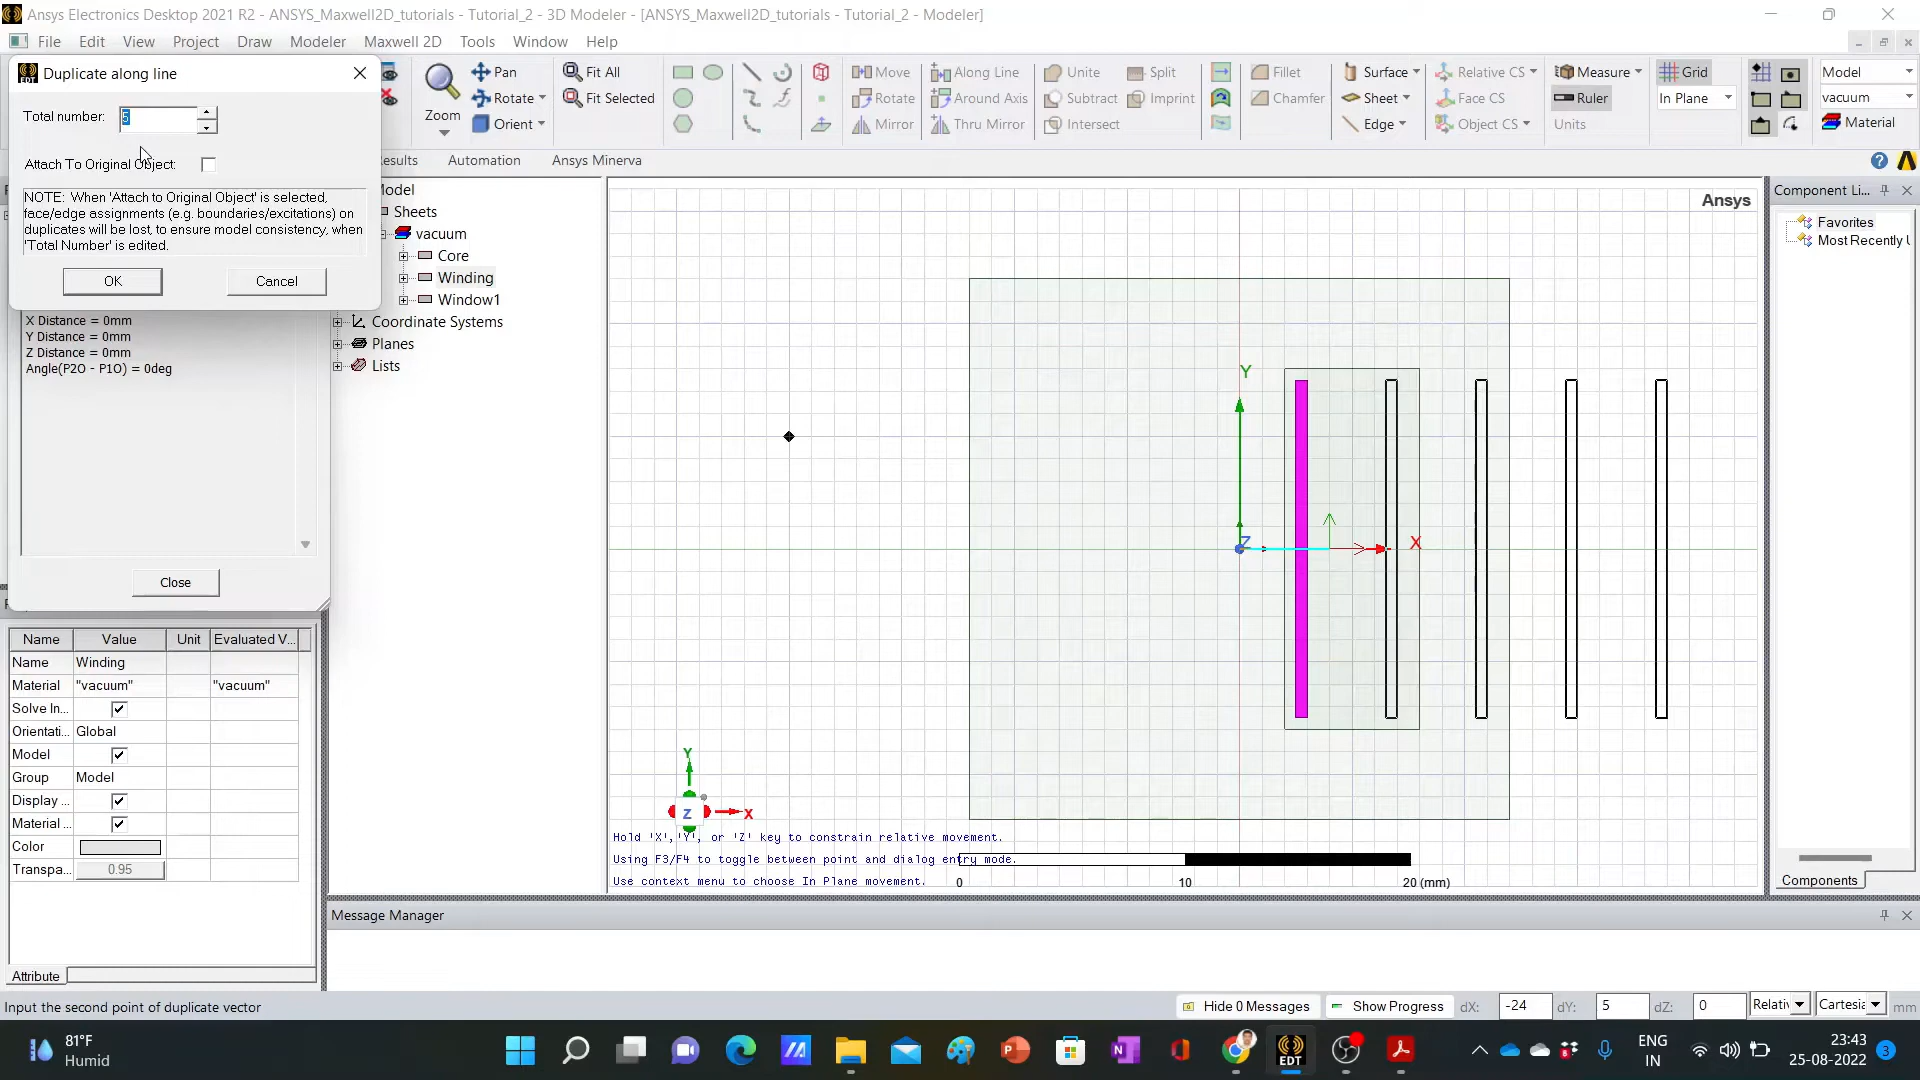 Ansys Electronics Desktop 2021 R2 - ANSYS_Maxwell2D_tutorials - Tutorial_2 - 3D Modeler - [ANSYS_Maxwell2D_tutorials - Tutorial_2 - Modeler]
File Edit View Project Draw Modeler Maxwell 2D Tools Window Help
Duplicate along line
Total number: 5
Attach To Original Object:
NOTE: When 'Attach to Original Object' is selected,
face/edge assignments (e.g. boundaries/excitations) on
duplicates will be lost, to ensure model consistency, when
'Total Number' is edited.
OK Cancel
X Distance = 0mm
Y Distance = 0mm
Z Distance = 0mm
Angle(P2O - P1O) = 0deg
Close
Zoom
Pan
Rotate
Orient
Fit All
Fit Selected
Move
Rotate
Mirror
Along Line
Around Axis
Thru Mirror
Unite
Subtract
Intersect
Split
Imprint
Fillet
Chamfer
Surface
Sheet
Edge
Relative CS
Face CS
Object CS
Measure
Ruler
Units
Grid
In Plane
Model
vacuum
Material
esults Automation Ansys Minerva
Model
Sheets
vacuum
Core
Winding
Window1
Coordinate Systems
Planes
Lists
Ansys
Y
Z
X
Y
Z
X
Hold 'X','Y', or 'Z' key to constrain relative movement.
Using F3/F4 to toggle between point and dialog entry mode.
Use context menu to choose In Plane movement.
0 10 20 (mm)
Component Li...
Favorites
Most Recently U
Components
Name Value Unit Evaluated V...
Name Winding
Material "vacuum" "vacuum"
Solve In...
Orientati... Global
Model
Group Model
Display ...
Material ...
Color
Transpa... 0.95
Attribute
Message Manager
Input the second point of duplicate vector
Hide 0 Messages Show Progress dX: -24 dY: 5 dZ: 0 Relativ Cartesia mm
81°F
Humid
EDT
ENG
IN
23:43
25-08-2022
3